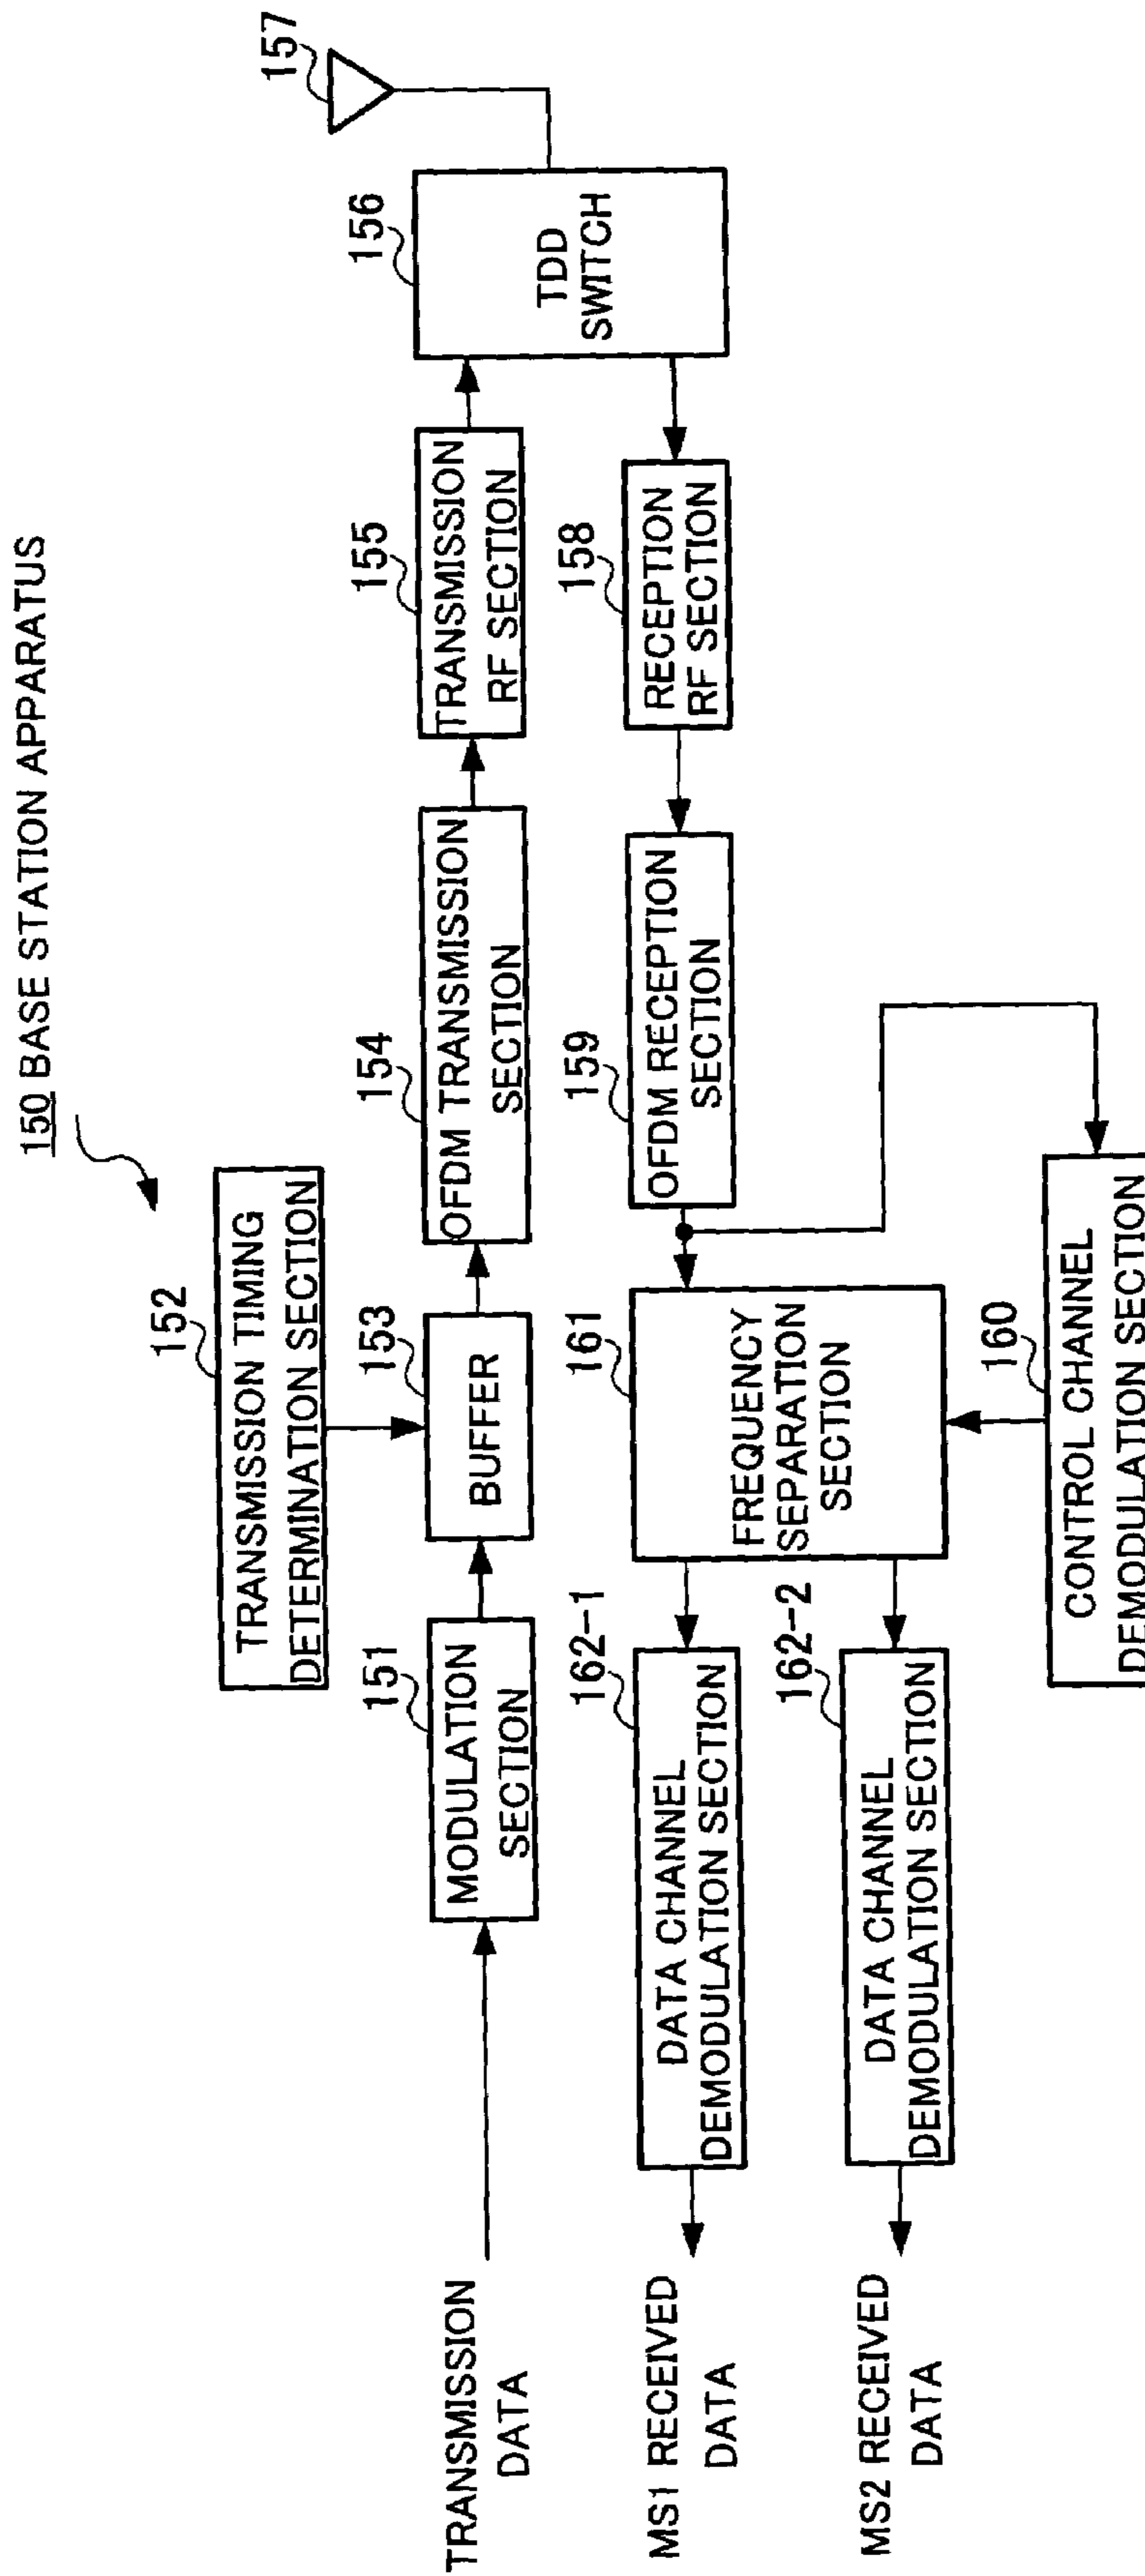 150 BASE STATION APPARATUS
152
TRANSMISSION TIMING
DETERMINATION SECTION
157
151
MODULATION
SECTION
153
BUFFER
154
OFDM TRANSMISSION
SECTION
155
TRANSMISSION
RF SECTION
156
TDD
SWITCH
TRANSMISSION
DATA
162-1
DATA CHANNEL
DEMODULATION SECTION
161
FREQUENCY
SEPARATION
SECTION
159
OFDM RECEPTION
SECTION
158
RECEPTION
RF SECTION
MS1 RECEIVED
DATA
162-2
DATA CHANNEL
DEMODULATION SECTION
MS2 RECEIVED
DATA
160
CONTROL CHANNEL
DEMODULATION SECTION